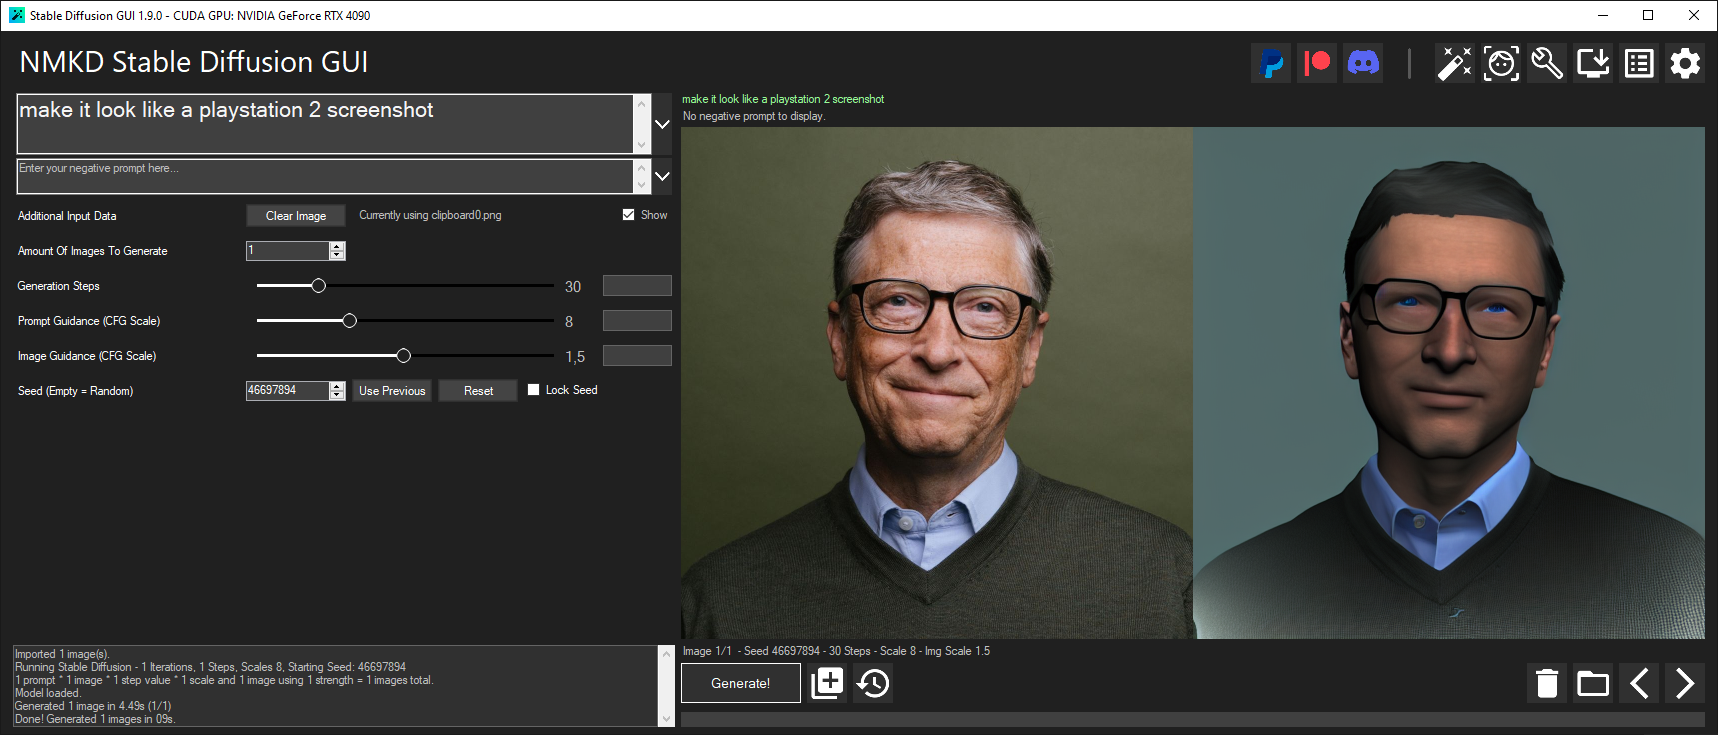 Stable Diffusion GUI 1.9.0 - CUDA GPU: NVIDIA GeForce RTX 4090
NMKD Stable Diffusion GUI
make it look like a playstation 2 screenshot
Enter your negative prompt here...
Additional Input Data
Clear Image
Currently using clipboard0.png
Show
Amount Of Images To Generate
1
Generation Steps
30
Prompt Guidance (CFG Scale)
8
Image Guidance (CFG Scale)
1,5
Seed (Empty = Random)
46697894
Use Previous
Reset
Lock Seed
Imported 1 image(s).
Running Stable Diffusion - 1 Iterations, 1 Steps, Scales 8, Starting Seed: 46697894
1 prompt * 1 image * 1 step value * 1 scale and 1 image using 1 strength = 1 images total.
Model loaded.
Generated 1 image in 4.49s (1/1)
Done! Generated 1 images in 09s.
make it look like a playstation 2 screenshot
No negative prompt to display.
Image 1/1 - Seed 46697894 - 30 Steps - Scale 8 - Img Scale 1.5
Generate!